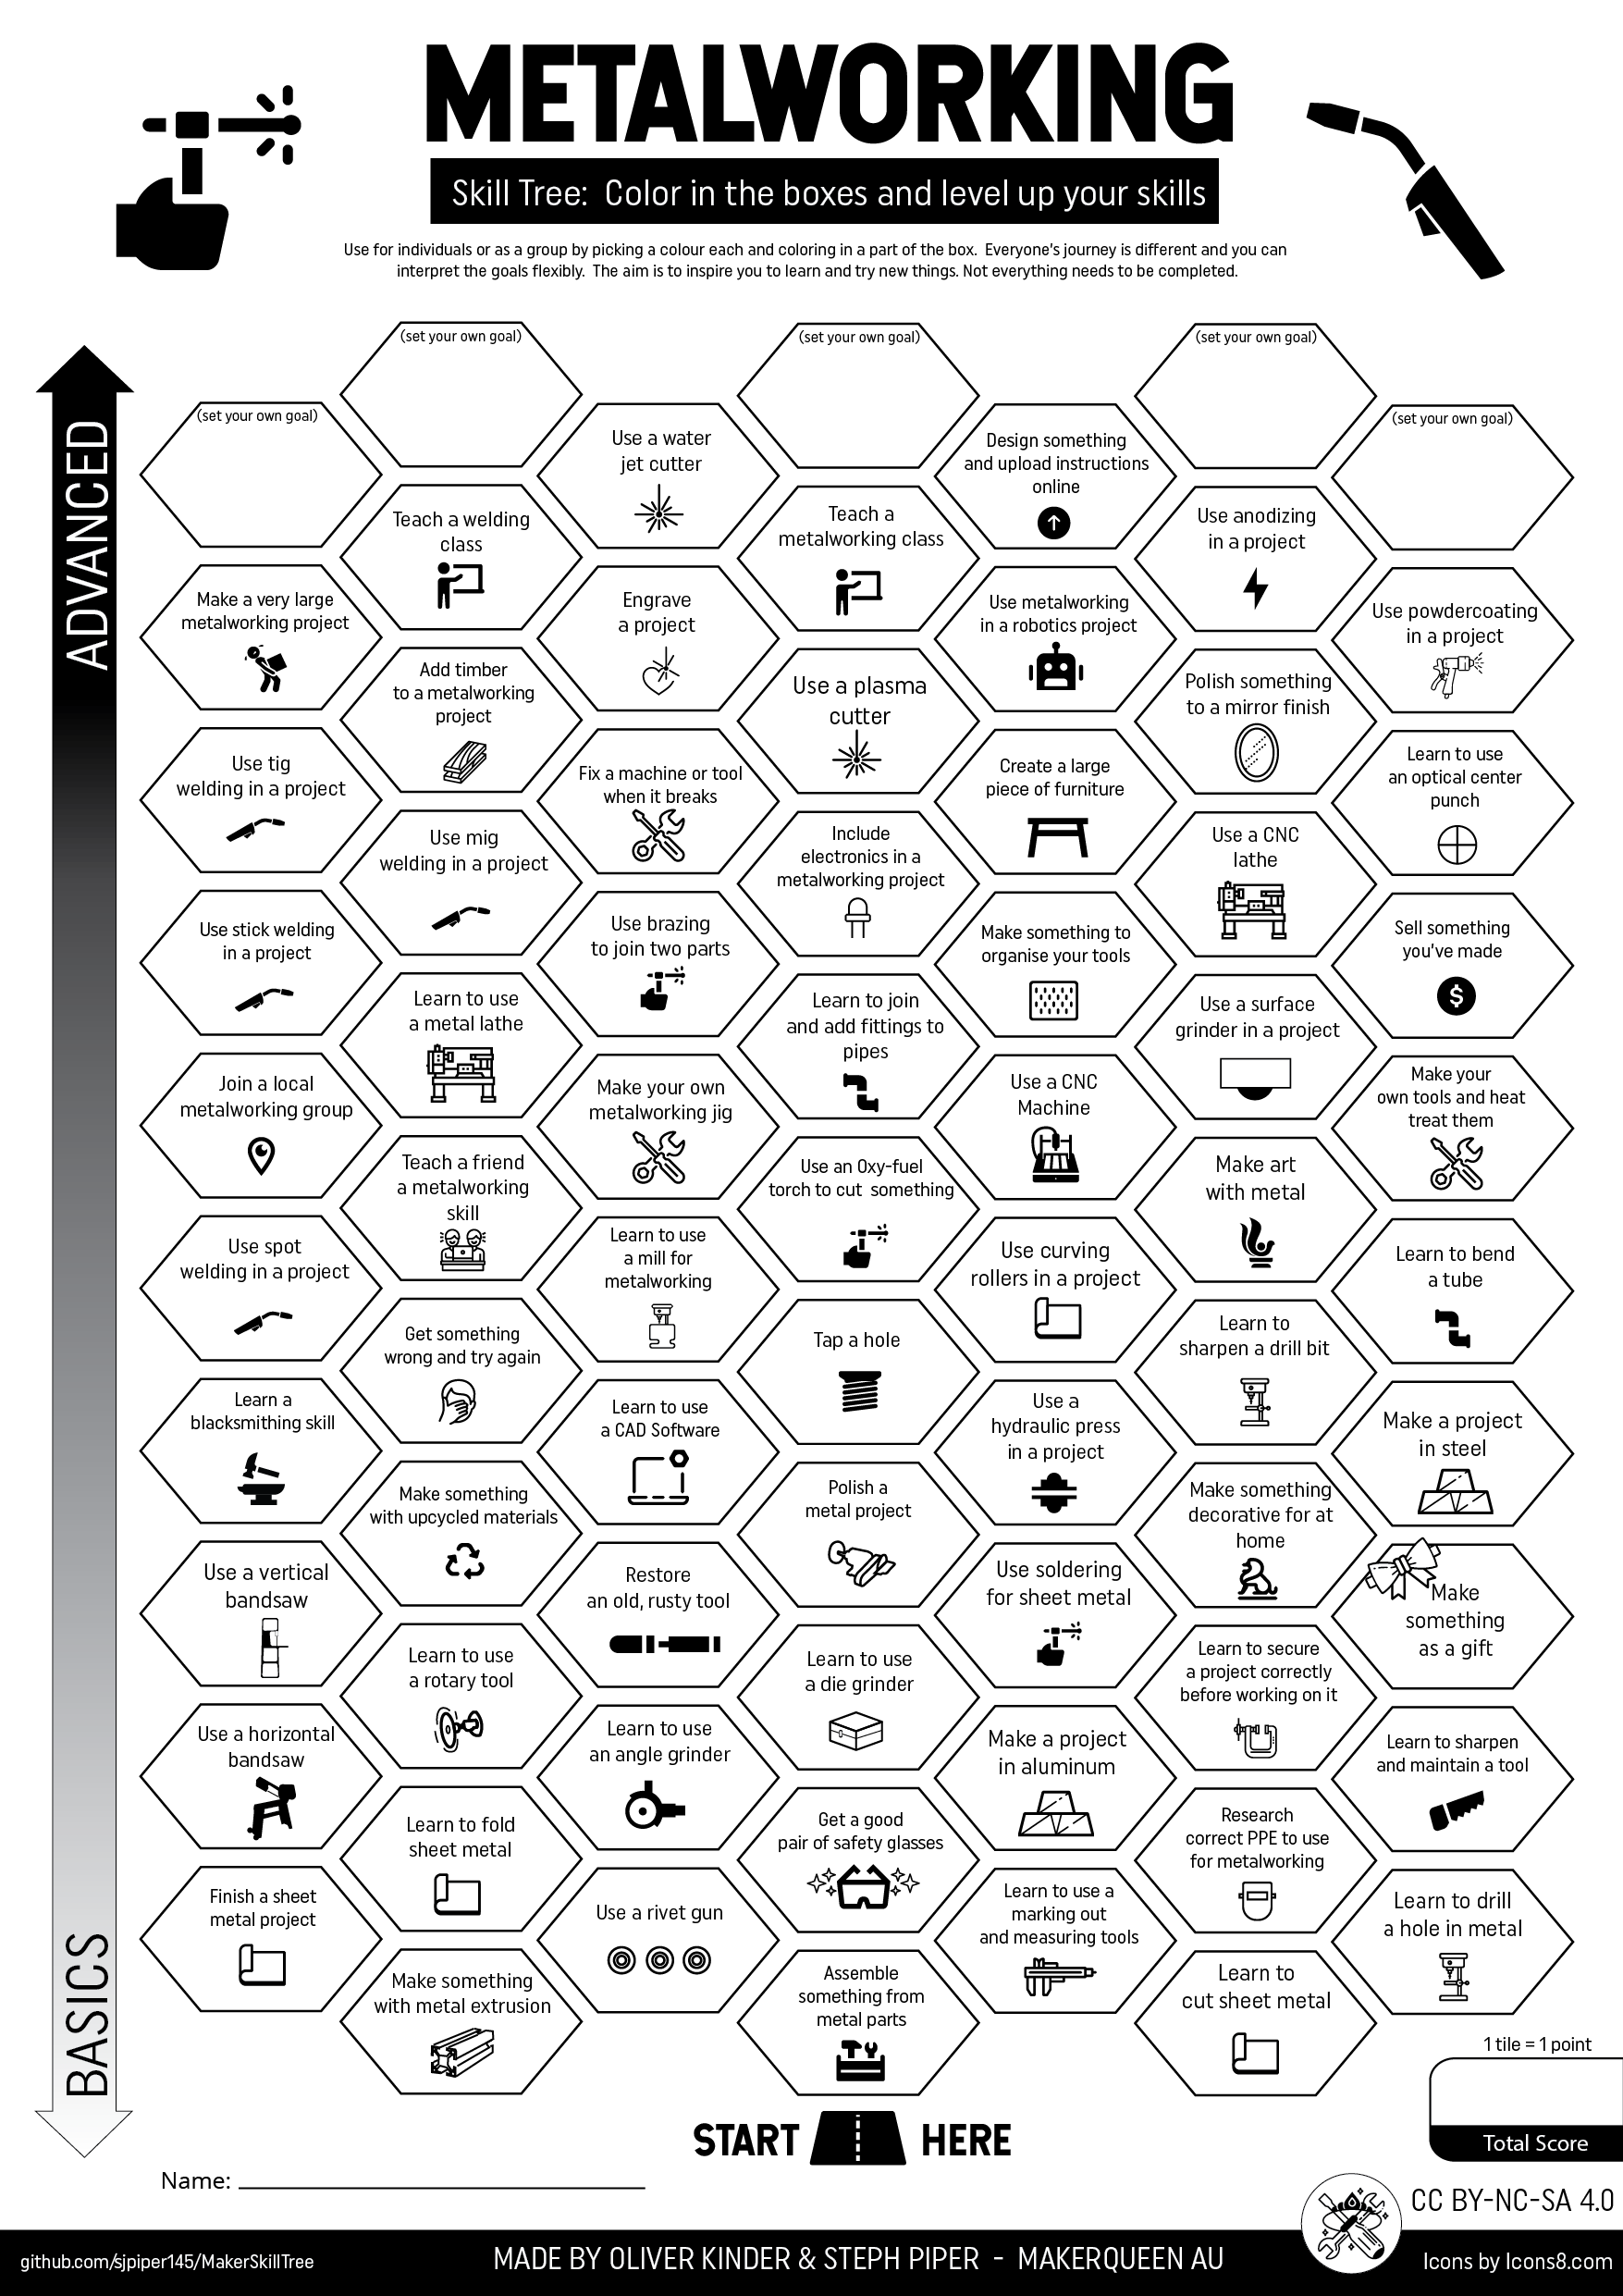 METALWORKING
Skill Tree: Color in the boxes and level up your skills
Use for individuals or as a group by picking a colour each and coloring in a part of the box. Everyone's journey is different and you can
interpret the goals flexibly. The aim is to inspire you to learn and try new things. Not everything needs to be completed.
ADVANCED
BASICS
(set your own goal)
(set your own goal)
(set your own goal)
(set your own goal)
(set your own goal)
Use a water
jet cutter
Design something
and upload instructions
online
Teach a welding
class
Teach a
metalworking class
Use anodizing
in a project
Make a very large
metalworking project
Engrave
a project
Use metalworking
in a robotics project
Use powdercoating
in a project
Add timber
to a metalworking
project
Use a plasma
cutter
Polish something
to a mirror finish
Use tig
welding in a project
Fix a machine or tool
when it breaks
Create a large
piece of furniture
Learn to use
an optical center
punch
Use mig
welding in a project
Include
electronics in a
metalworking project
Use a CNC
lathe
Use stick welding
in a project
Use brazing
to join two parts
Make something to
organise your tools
Sell something
you've made
Learn to use
a metal lathe
Learn to join
and add fittings to
pipes
Use a surface
grinder in a project
Join a local
metalworking group
Make your own
metalworking jig
Use a CNC
Machine
Make your
own tools and heat
treat them
Teach a friend
a metalworking
skill
Use an Oxy-fuel
torch to cut something
Make art
with metal
Use spot
welding in a project
Learn to use
a mill for
metalworking
Use curving
rollers in a project
Learn to bend
a tube
Get something
wrong and try again
Tap a hole
Learn to
sharpen a drill bit
Learn a
blacksmithing skill
Learn to use
a CAD Software
Use a
hydraulic press
in a project
Make a project
in steel
Make something
with upcycled materials
Polish a
metal project
Make something
decorative for at
home
Use a vertical
bandsaw
Restore
an old, rusty tool
Use soldering
for sheet metal
Make
something
as a gift
Learn to use
a rotary tool
Learn to use
a die grinder
Learn to secure
a project correctly
before working on it
Use a horizontal
bandsaw
Learn to use
an angle grinder
Make a project
in aluminum
Learn to sharpen
and maintain a tool
Learn to fold
sheet metal
Get a good
pair of safety glasses
Research
correct PPE to use
for metalworking
Finish a sheet
metal project
Use a rivet gun
Learn to use a
marking out
and measuring tools
Learn to drill
a hole in metal
Make something
with metal extrusion
Assemble
something from
metal parts
Learn to
cut sheet metal
1 tile = 1 point
Total Score
START HERE
Name:
CC BY-NC-SA 4.0
github.com/sjpiper145/MakerSkillTree
MADE BY OLIVER KINDER & STEPH PIPER - MAKERQUEEN AU
Icons by Icons8.com